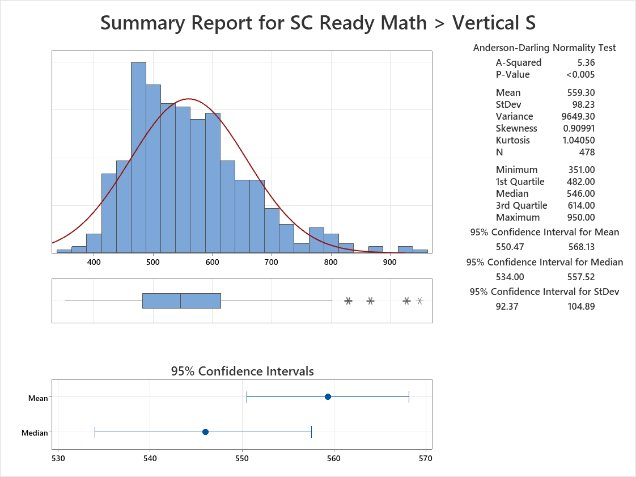 Summary Report for SC Ready Math > Vertical S
Anderson-Darling Normality Test
A-Squared 5.36
P-Value <0.005
Mean 559.30
StDev 98.23
Variance 9649.30
Skewness 0.90991
Kurtosis 1.04050
N 478
Minimum 351.00
1st Quartile 482.00
Median 546.00
3rd Quartile 614.00
Maximum 950.00
95% Confidence Interval for Mean
550.47 568.13
95% Confidence Interval for Median
534.00 557.52
95% Confidence Interval for StDev
92.37 104.89
400 500 600 700 800 900
95% Confidence Intervals
Mean
Median
530 540 550 560 570